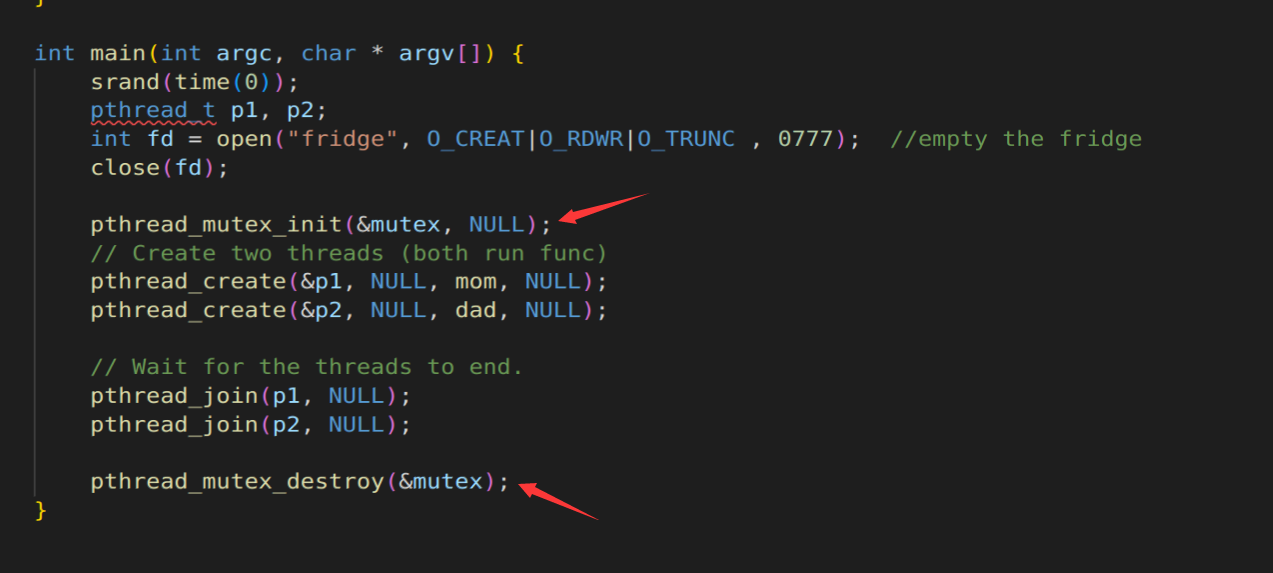 }
int main(int argc, char * argv[]) {
srand(time(0));
pthread_t p1, p2;
int fd = open("fridge", O_CREAT|O_RDWR|O_TRUNC , 0777);  //empty the fridge
close(fd);
pthread_mutex_init(&mutex, NULL);
// Create two threads (both run func)
pthread_create(&p1, NULL, mom, NULL);
pthread_create(&p2, NULL, dad, NULL);
// Wait for the threads to end.
pthread_join(p1, NULL);
pthread_join(p2, NULL);
pthread_mutex_destroy(&mutex);
}